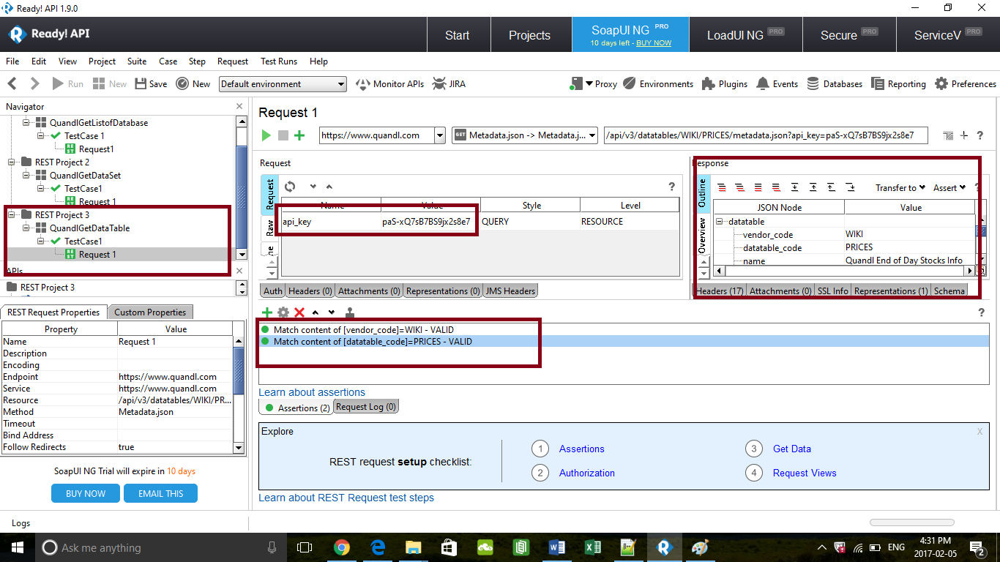 Ready! API 1.9.0
Ready! API
Start
Projects
SoapUI NG PRO
10 days left - BUY NOW
LoadUI NG PRO
Secure PRO
ServiceV PRO
File Edit View Project Suite Case Step Request Test Runs Help
Run New Save New Default environment Monitor APIs JIRA Proxy Environments Plugins Events Databases Reporting Preferences
Navigator
QuandlGetListofDatabase
TestCase 1
Request1
REST Project 2
QuandlGetDataSet
TestCase1
Request 1
REST Project 3
QuandlGetDataTable
TestCase1
Request 1
APIs
REST Project 3
REST Request Properties Custom Properties
Property Value
Name Request 1
Description
Encoding
Endpoint https://www.quandl.com
Service https://www.quandl.com
Resource /api/v3/datatables/WIKI/PR...
Method Metadata.json
Timeout
Bind Address
Follow Redirects true
SoapUI NG Trial will expire in 10 days
BUY NOW EMAIL THIS
Request 1
https://www.quandl.com GET Metadata.json -> Metadata.j... /api/v3/datatables/WIKI/PRICES/metadata.json?api_key=paS-xQ7sB7BS9jx2s8e7
Request
Request
Raw
Name Value Style Level
api_key paS-xQ7sB7BS9jx2s8e7 QUERY RESOURCE
Auth Headers (0) Attachments (0) Representations (0) JMS Headers
Response
Outline
Overview
Transfer to Assert
JSON Node Value
datatable
vendor_code WIKI
datatable_code PRICES
name Quandl End of Day Stocks Info
Headers (17) Attachments (0) SSL Info Representations (1) Schema
Match content of [vendor_code]=WIKI - VALID
Match content of [datatable_code]=PRICES - VALID
Learn about assertions
Assertions (2) Request Log (0)
Explore X
REST request setup checklist:
1 Assertions
2 Authorization
3 Get Data
4 Request Views
Learn about REST Request test steps
Logs
Ask me anything
ENG
4:31 PM
2017-02-05
2